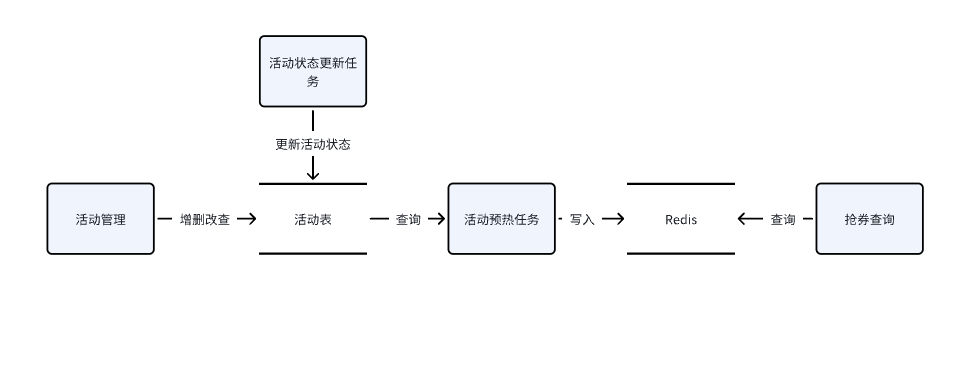 活动状态更新任
务
更新活动状态
活动管理
增删改查
活动表
查询
活动预热任务
写入
Redis
查询
抢券查询